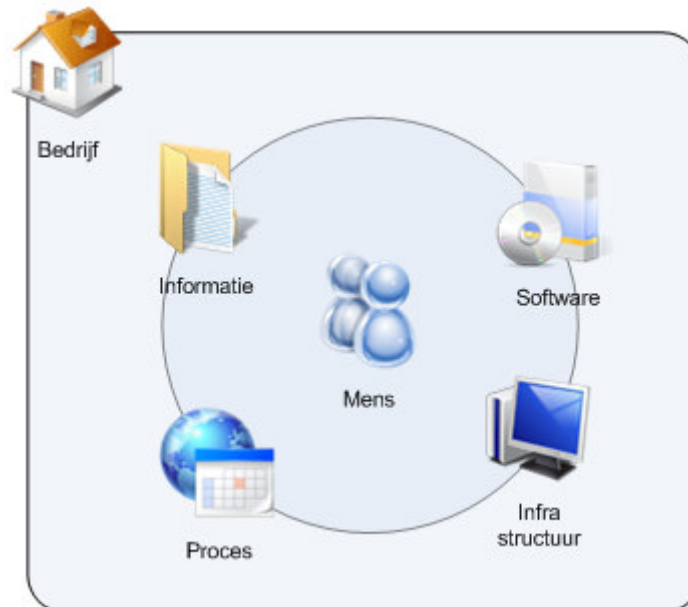 Bedrijf
Informatie
Software
Mens
Proces
Infra
structuur